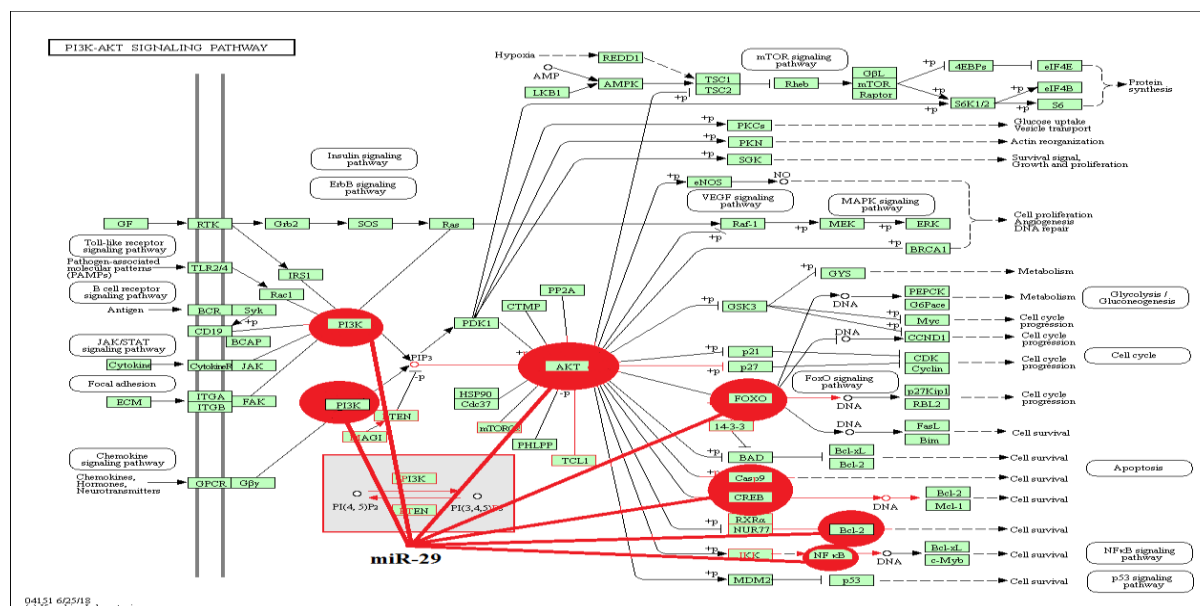 PI3K-AKT SIGNALING PATHWAY
Hypoxia
REDD1
AMP
LKB1
AMPK
TSC1
TSC2
+p
Rheb
mTOR signaling
pathway
GβL
mTOR
Raptor
+p
4EBPs
eIF4E
+p
S6K1/2
+p
+p
eIF4B
S6
Protein
synthesis
+p
PKCs
Glucose uptake
Vesicle transport
+p
PKN
Actin reorganization
+p
SGK
Survival signal,
Growth and proliferation
Insulin signaling
pathway
ErbB signaling
pathway
+p
eNOS
NO
VEGF signaling
pathway
MAPK signaling
pathway
GF
RTK
Grb2
SOS
Ras
Raf-1
+p
MEK
+p
ERK
+p
BRCA1
Cell proliferation
Angiogenesis
DNA repair
Toll-like receptor
signaling pathway
Pathogen-associated
molecular patterns
(PAMPs)
TLR2/4
IRS1
Rac1
B cell receptor
signaling pathway
Antigen
BCR
Syk
+p
CD19
BCAP
PI3K
JAK/STAT
signaling pathway
Cytokine
CytokineR
JAK
Focal adhesion
ECM
ITGA
ITGB
FAK
PI3K
PIP3
-p
PTEN
MAGI
Chemokine
signaling pathway
Chemokines,
Hormones,
Neurotransmitters
GPCR
Gβγ
PI3K
PI(4, 5)P2
PI(3,4,5)P3
PTEN
miR-29
PDK1
CTMP
PP2A
AKT
-p
HSP90
Cdc37
PHLPP
TCL1
GYS
Metabolism
+p
GSK3
+p
DNA
PEPCK
G6Pace
Metabolism
Glycolysis /
Gluconeogenesis
Myc
Cell cycle
progression
DNA
CCND1
Cell cycle
progression
p21
+p
p27
CDK
Cyclin
Cell cycle
progression
Cell cycle
FoxO signaling
pathway
FOXO
DNA
p27Kip1
RBL2
Cell cycle
progression
DNA
FasL
Bim
Cell survival
14-3-3
+p
BAD
Bcl-xL
Bcl-2
Cell survival
Apoptosis
+p
Casp9
CREB
DNA
Bcl-2
Mcl-1
Cell survival
+p
RXRα
NUR77
Bcl-2
Cell survival
+p
IKK
NFκB
DNA
Bcl-xL
c-Myb
Cell survival
NFκB signaling
pathway
+p
MDM2
p53
Cell survival
p53 signaling
pathway
04151 6/25/18